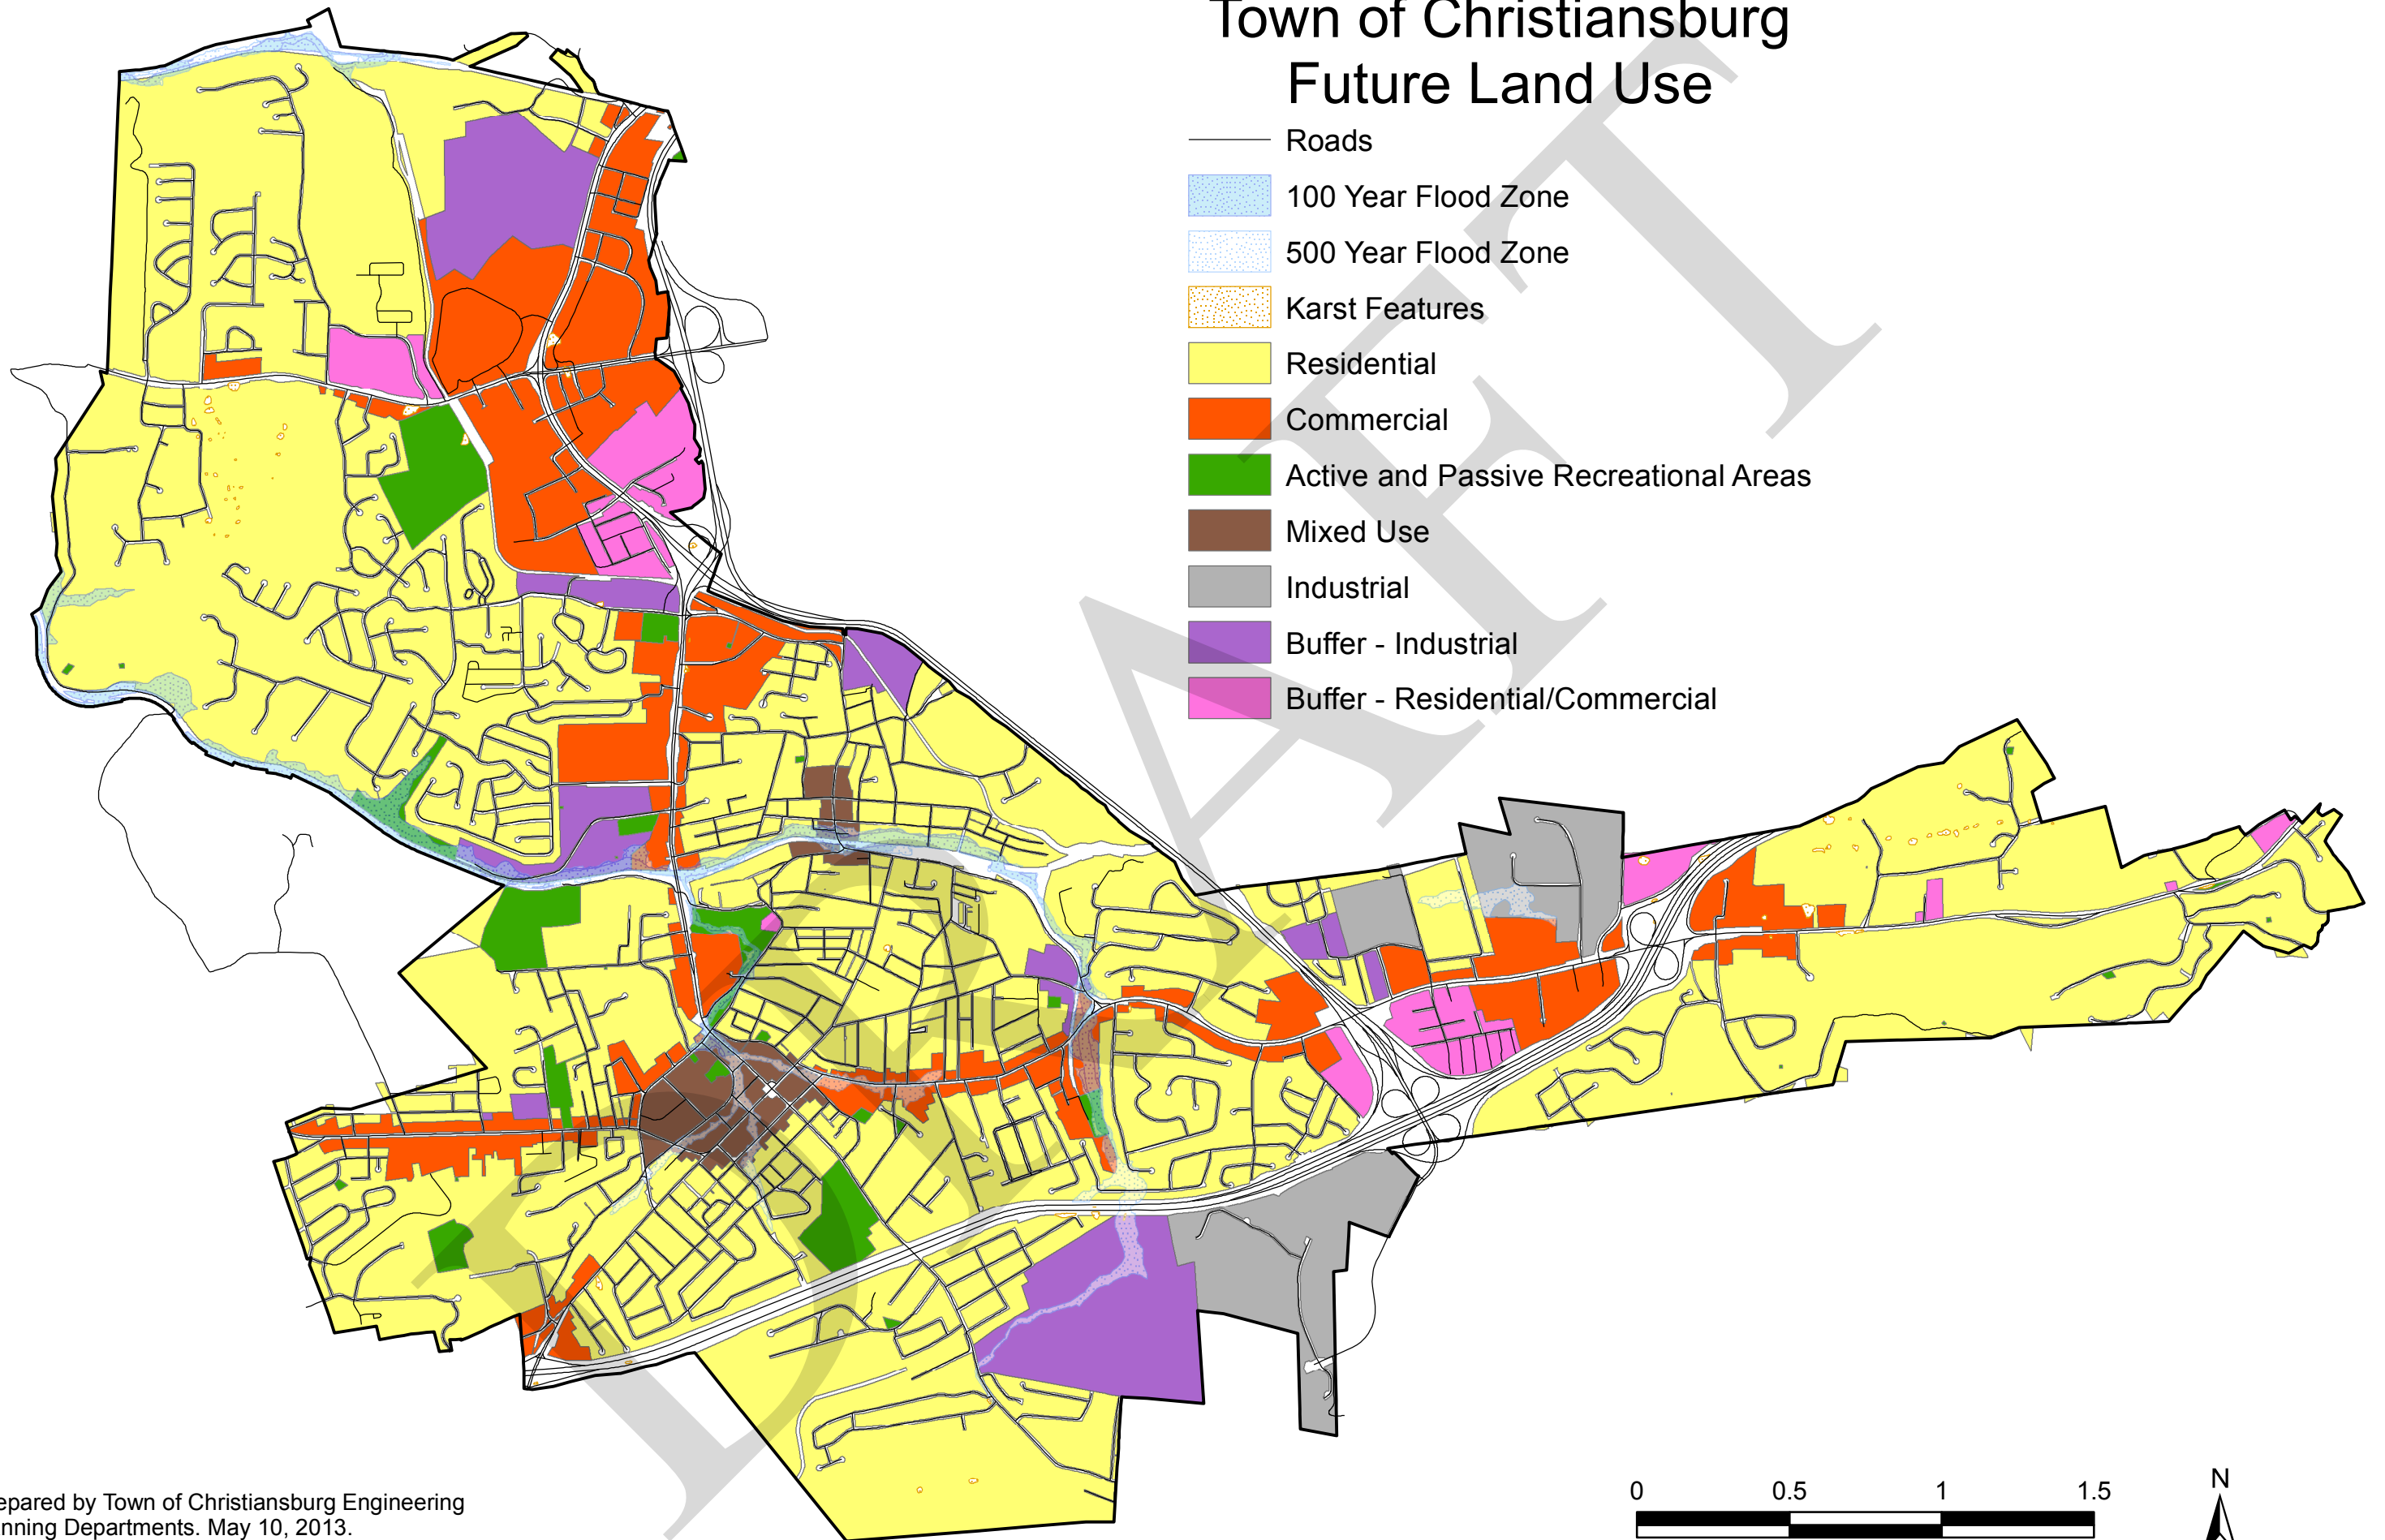 Town of Christiansburg
Future Land Use
Roads
100 Year Flood Zone
500 Year Flood Zone
Karst Features
Residential
Commercial
Active and Passive Recreational Areas
Mixed Use
Industrial
Buffer - Industrial
Buffer - Residential/Commercial
DRAFT
0 0.5 1 1.5
N
epared by Town of Christiansburg Engineering
nning Departments. May 10, 2013.